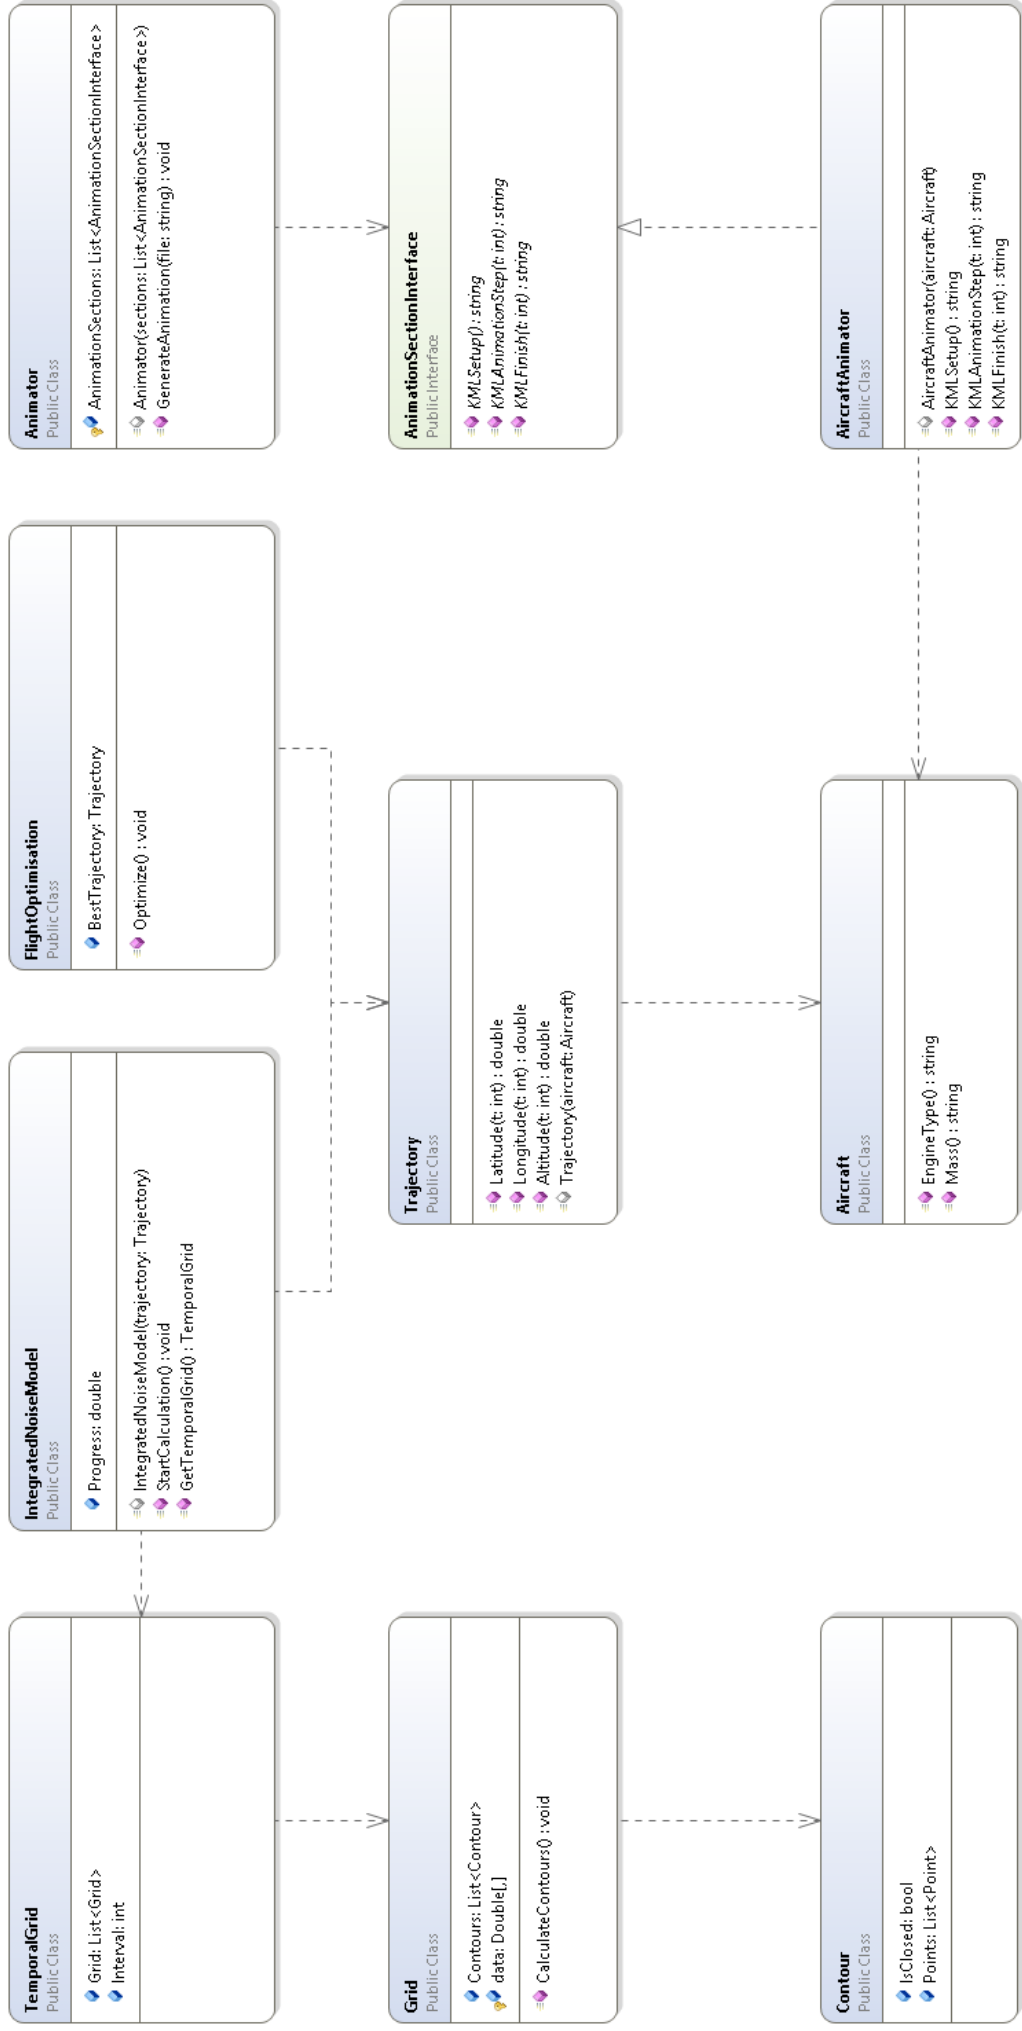 TemporalGrid
Public Class
Grid: List<Grid>
Interval: int
IntegratedNoiseModel
Public Class
Progress: double
IntegratedNoiseModel(trajectory: Trajectory)
StartCalculation() : void
GetTemporalGrid() : TemporalGrid
FlightOptimisation
Public Class
BestTrajectory: Trajectory
Optimize() : void
Animator
Public Class
AnimationSections: List<AnimationSectionInterface>
Animator(sections: List<AnimationSectionInterface>)
GenerateAnimation(file: string) : void
Grid
Public Class
Contours: List<Contour>
data: Double[,]
CalculateContours() : void
Trajectory
Public Class
Latitude(t: int) : double
Longitude(t: int) : double
Altitude(t: int) : double
Trajectory(aircraft: Aircraft)
AnimationSectionInterface
Public Interface
KMLSetup() : string
KMLAnimationStep(t: int) : string
KMLFinish(t: int) : string
Contour
Public Class
IsClosed: bool
Points: List<Point>
Aircraft
Public Class
EngineType() : string
Mass() : string
AircraftAnimator
Public Class
AircraftAnimator(aircraft: Aircraft)
KMLSetup() : string
KMLAnimationStep(t: int) : string
KMLFinish(t: int) : string